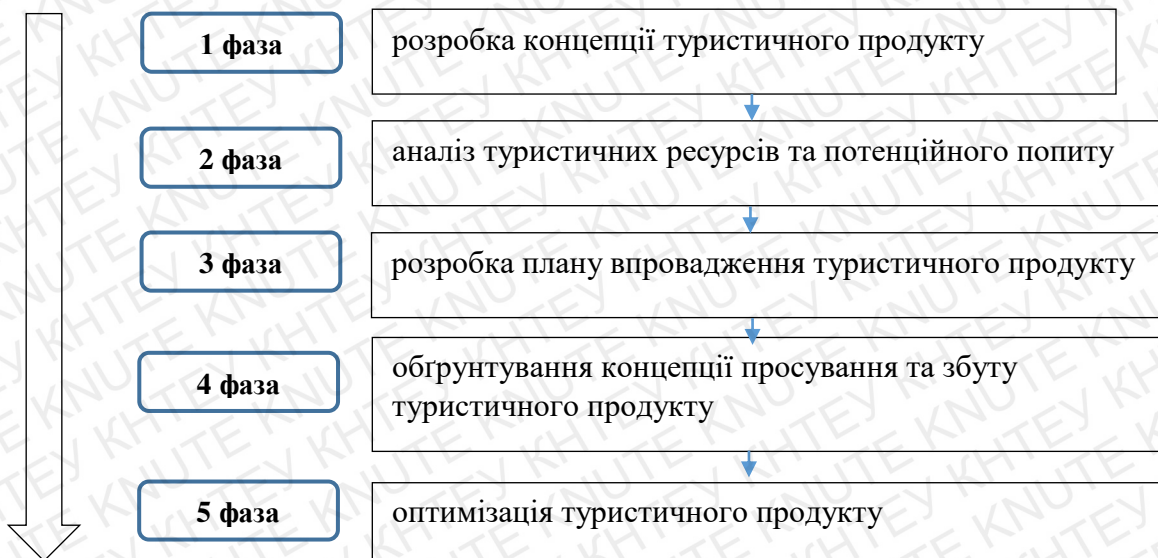 1 фаза
розробка концепції туристичного продукту
2 фаза
аналіз туристичних ресурсів та потенційного попиту
3 фаза
розробка плану впровадження туристичного продукту
4 фаза
обґрунтування концепції просування та збуту
туристичного продукту
5 фаза
оптимізація туристичного продукту